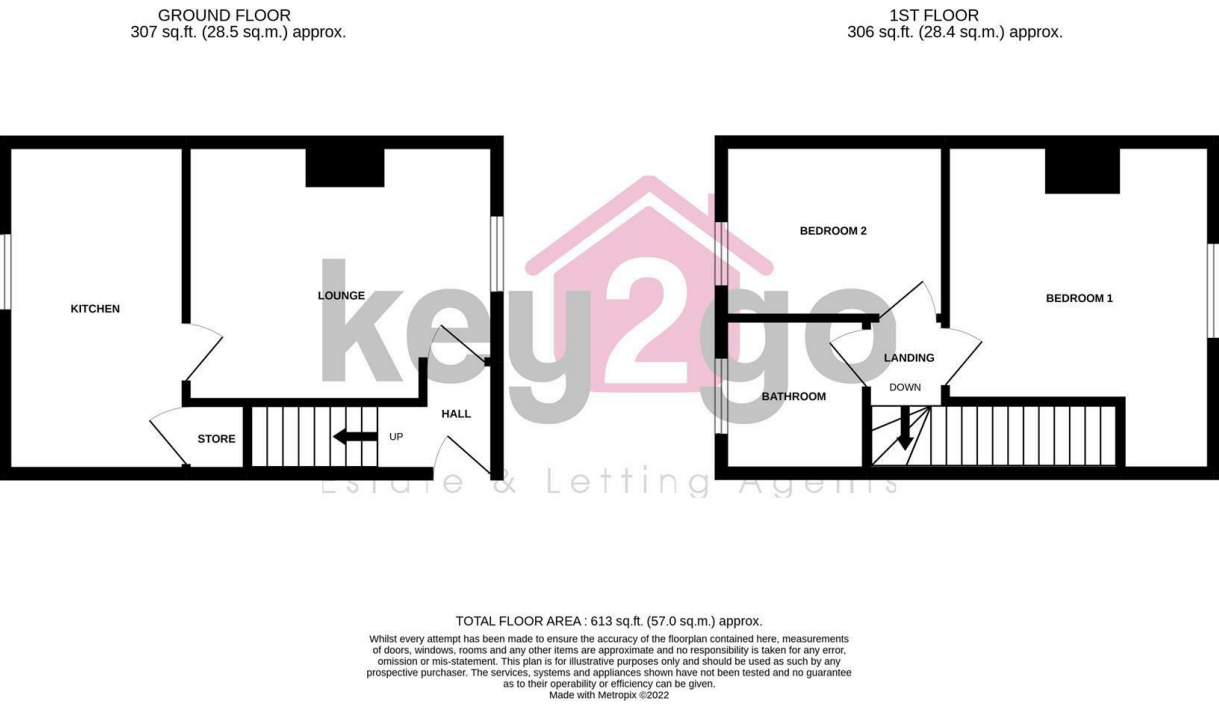 GROUND FLOOR
307 sq.ft. (28.5 sq.m.) approx.
1ST FLOOR
306 sq.ft. (28.4 sq.m.) approx.
KITCHEN
LOUNGE
STORE
UP
HALL
BEDROOM 2
BEDROOM 1
LANDING
DOWN
BATHROOM
key2go
Estate & Letting Agents
TOTAL FLOOR AREA : 613 sq.ft. (57.0 sq.m.) approx.
Whilst every attempt has been made to ensure the accuracy of the floorplan contained here, measurements
of doors, windows, rooms and any other items are approximate and no responsibility is taken for any error,
omission or mis-statement. This plan is for illustrative purposes only and should be used as such by any
prospective purchaser. The services, systems and appliances shown have not been tested and no guarantee
as to their operability or efficiency can be given.
Made with Metropix ©2022